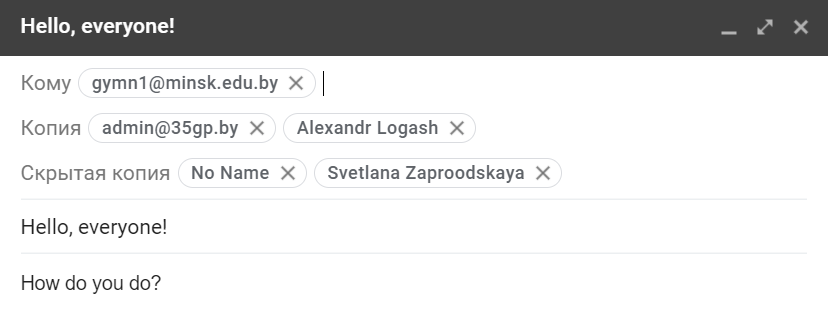 Hello, everyone!
Кому gymn1@minsk.edu.by
Копия admin@35gp.by Alexandr Logash
Скрытая копия No Name Svetlana Zaproodskaya
Hello, everyone!
How do you do?